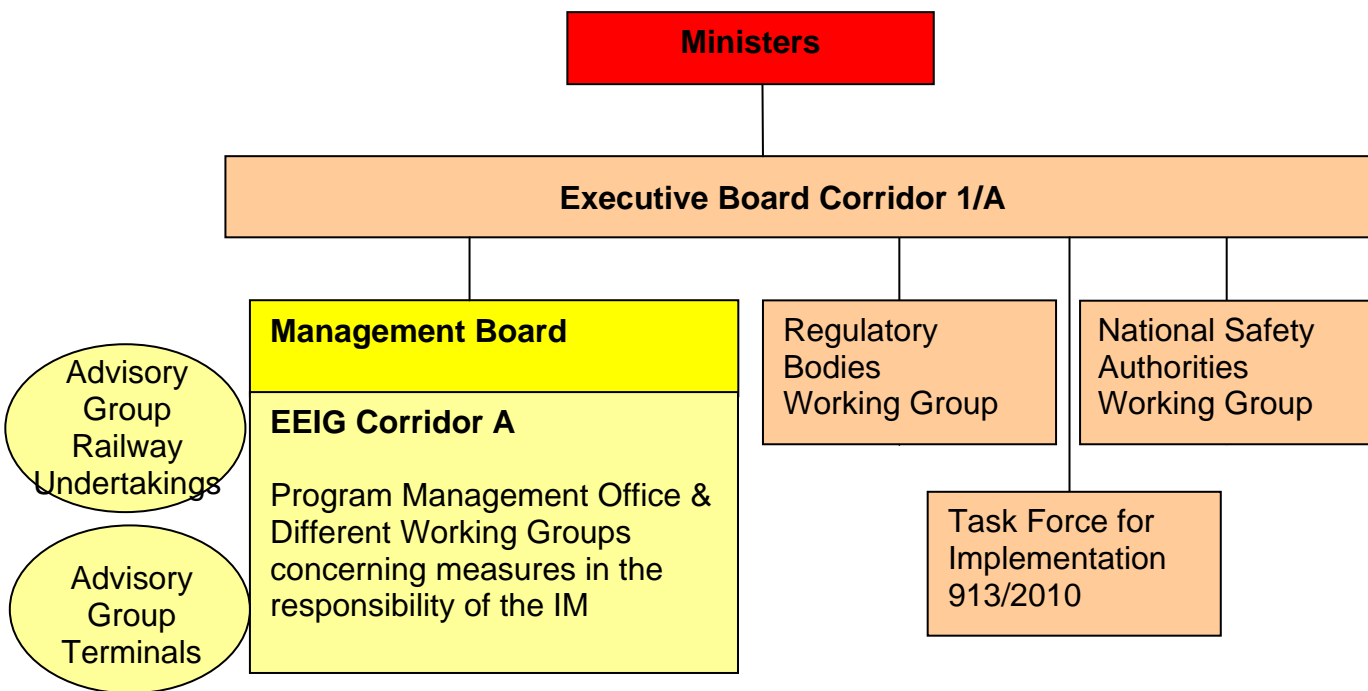 Ministers
Executive Board Corridor 1/A
Management Board
EEIG Corridor A
Program Management Office &
Different Working Groups
concerning measures in the
responsibility of the IM
Advisory
Group
Railway
Undertakings
Advisory
Group
Terminals
Regulatory
Bodies
Working Group
National Safety
Authorities
Working Group
Task Force for
Implementation
913/2010